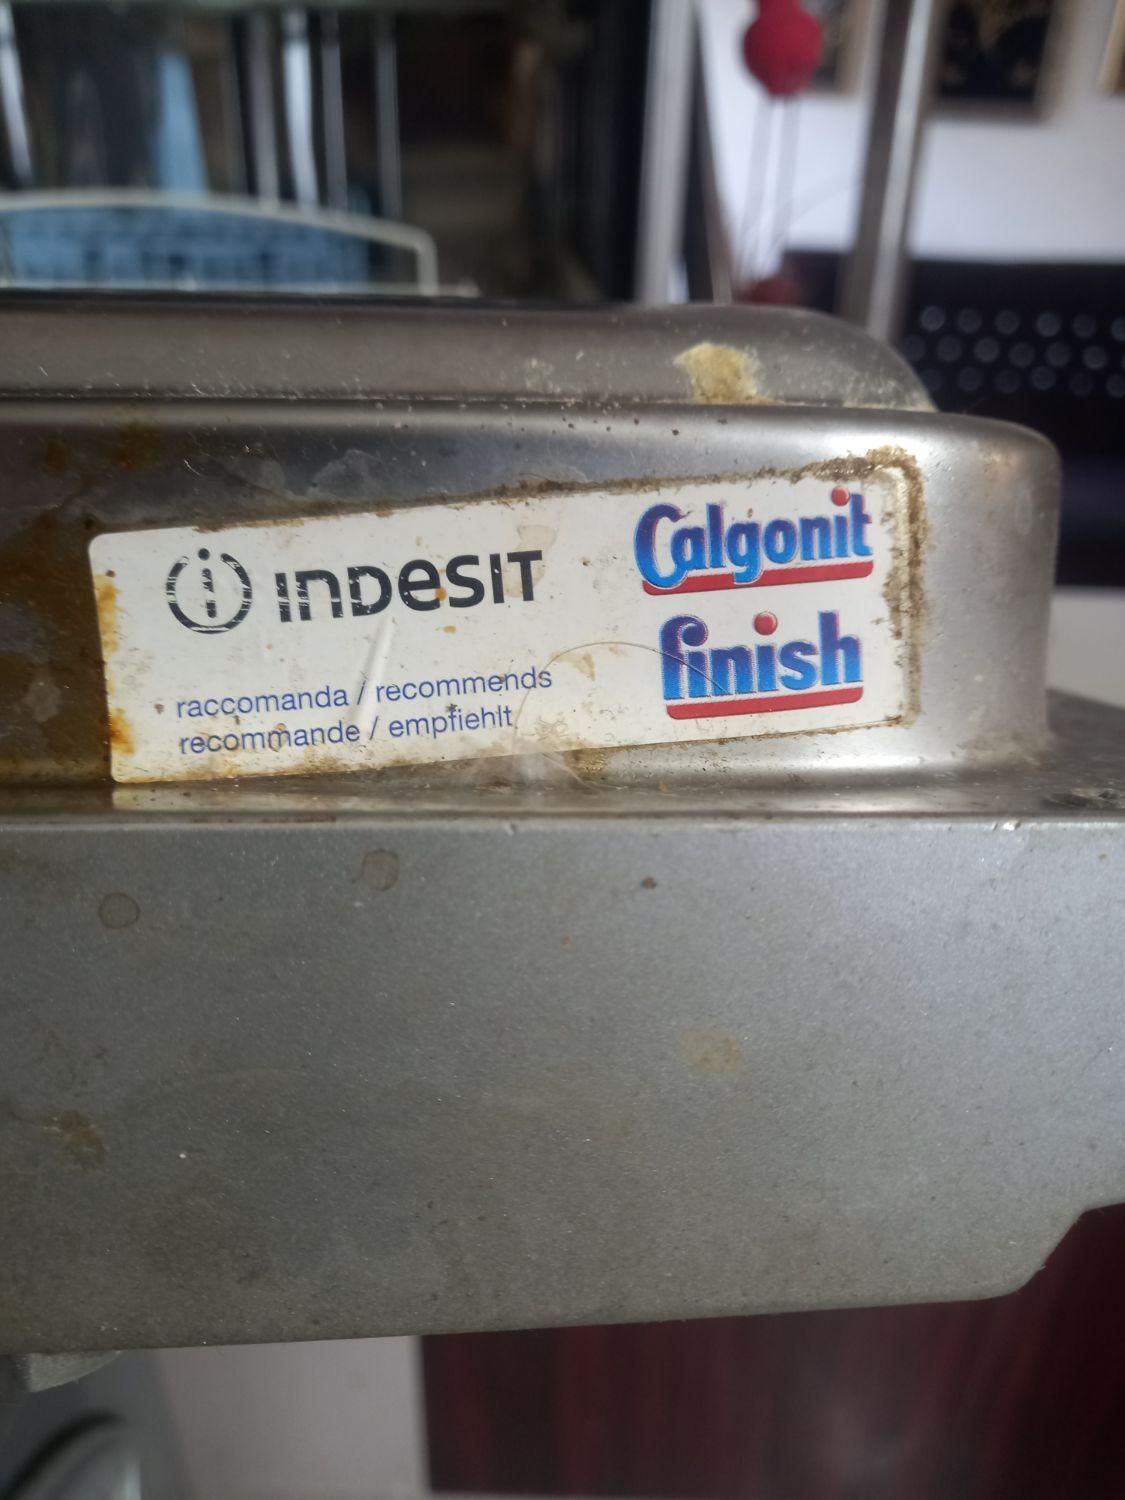 INDESIT
raccomanda / recommends
recommande / empfiehlt
Calgonit
finish